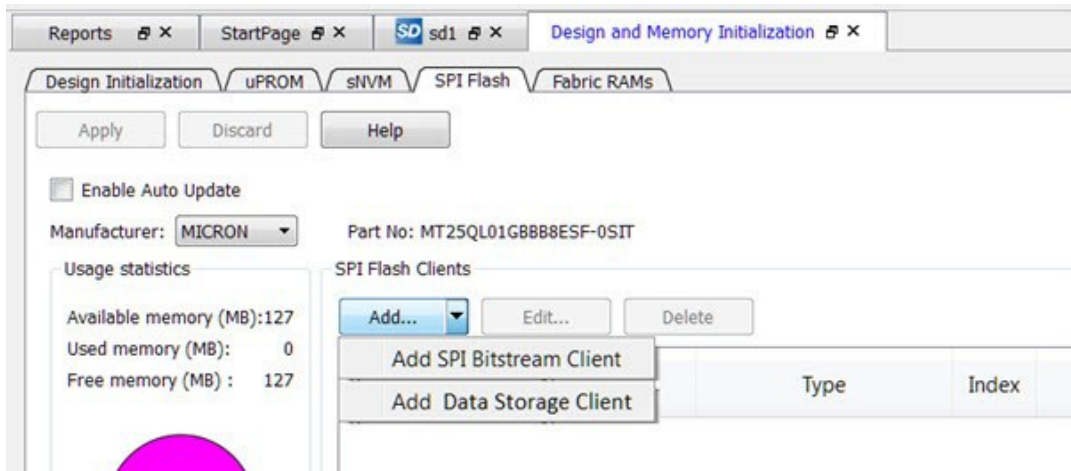 Reports StartPage SD sd1 Design and Memory Initialization
Design Initialization uPROM sNVM SPI Flash Fabric RAMs
Apply Discard Help
Enable Auto Update
Manufacturer: MICRON Part No: MT25QL01GBBB8ESF-0SIT
Usage statistics SPI Flash Clients
Available memory (MB):127 Add... Edit... Delete
Used memory (MB): 0
Add SPI Bitstream Client
Free memory (MB) : 127 Type Index
Add Data Storage Client